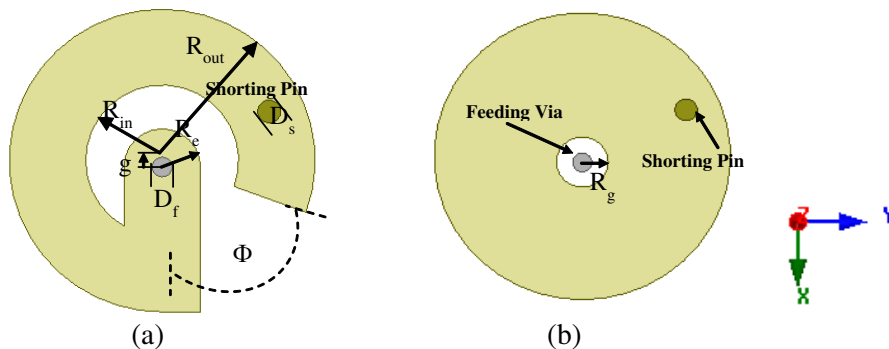 R_out
Shorting Pin
R_in
D_s
R_e
g
D_f
Φ
(a)
Feeding Via
Shorting Pin
R_g
(b)
Z
Y
X